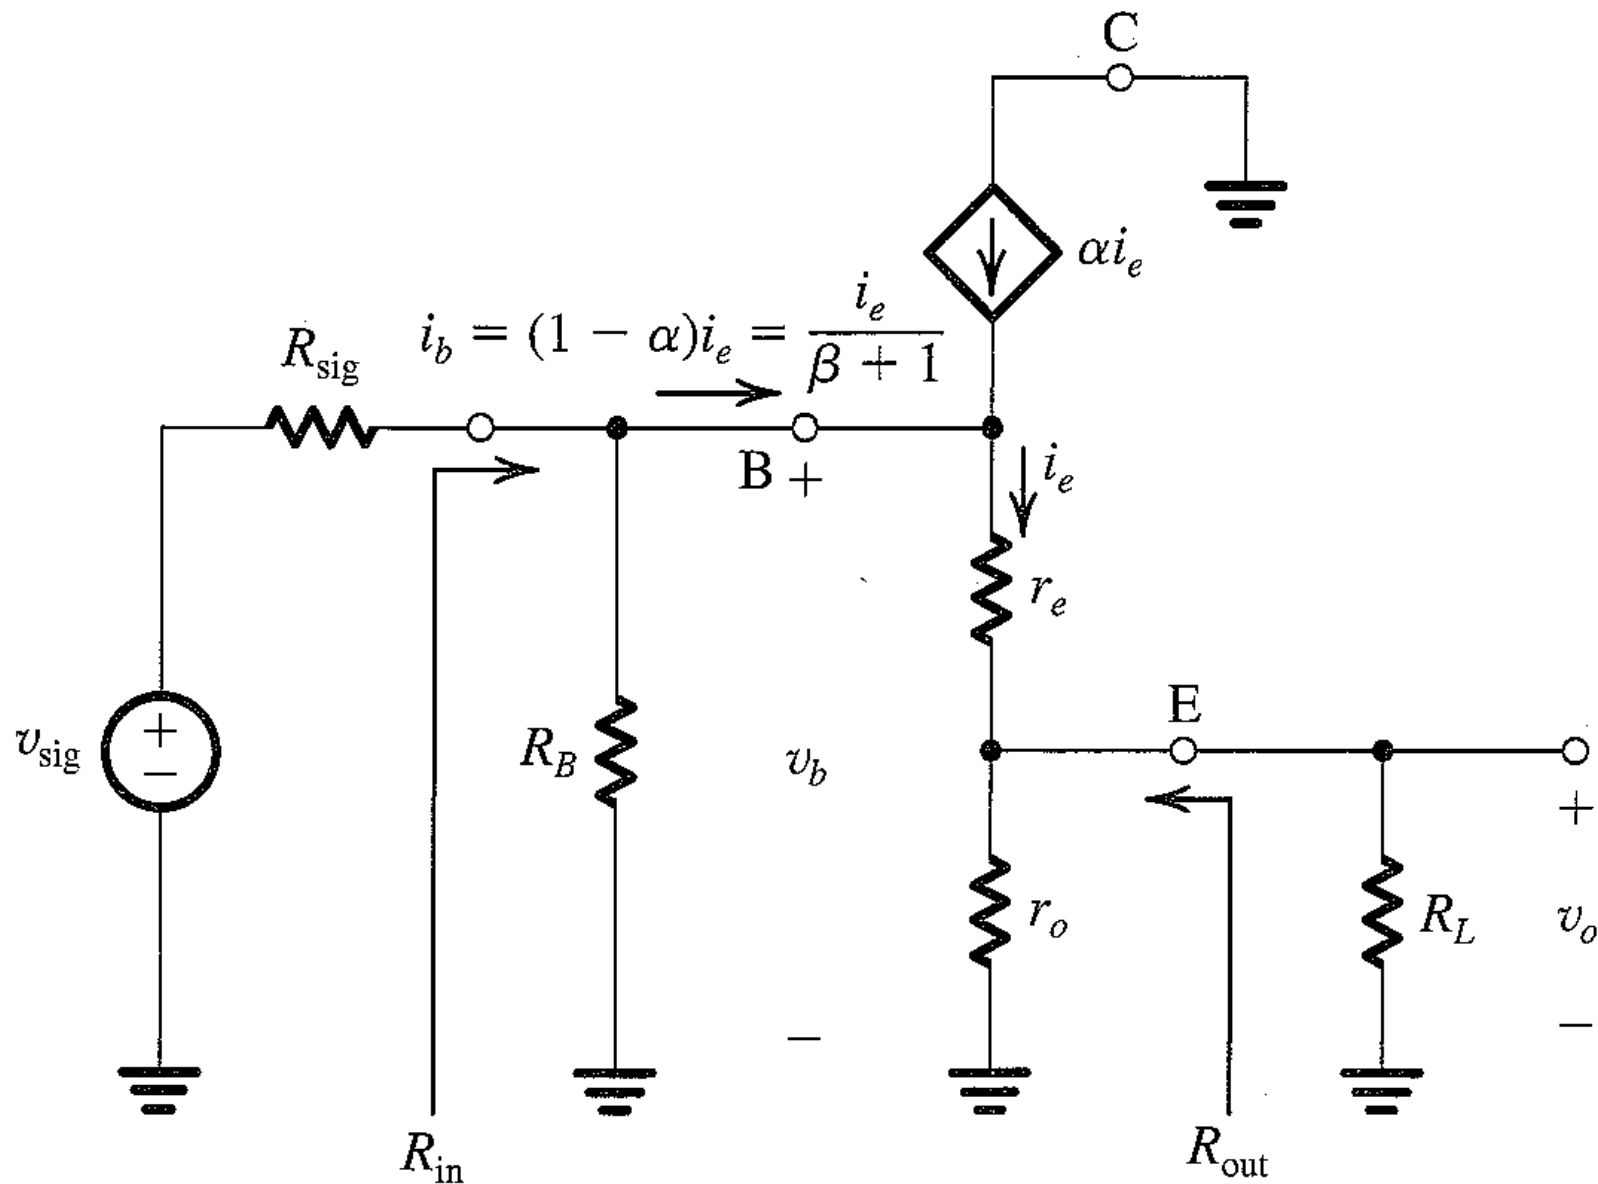 C
αi_e
i_b = (1 − α)i_e = i_e / (β + 1)
R_sig
B +
i_e
r_e
E
v_sig
+
−
R_B
v_b
+
r_o
R_L
v_o
−
−
R_in
R_out